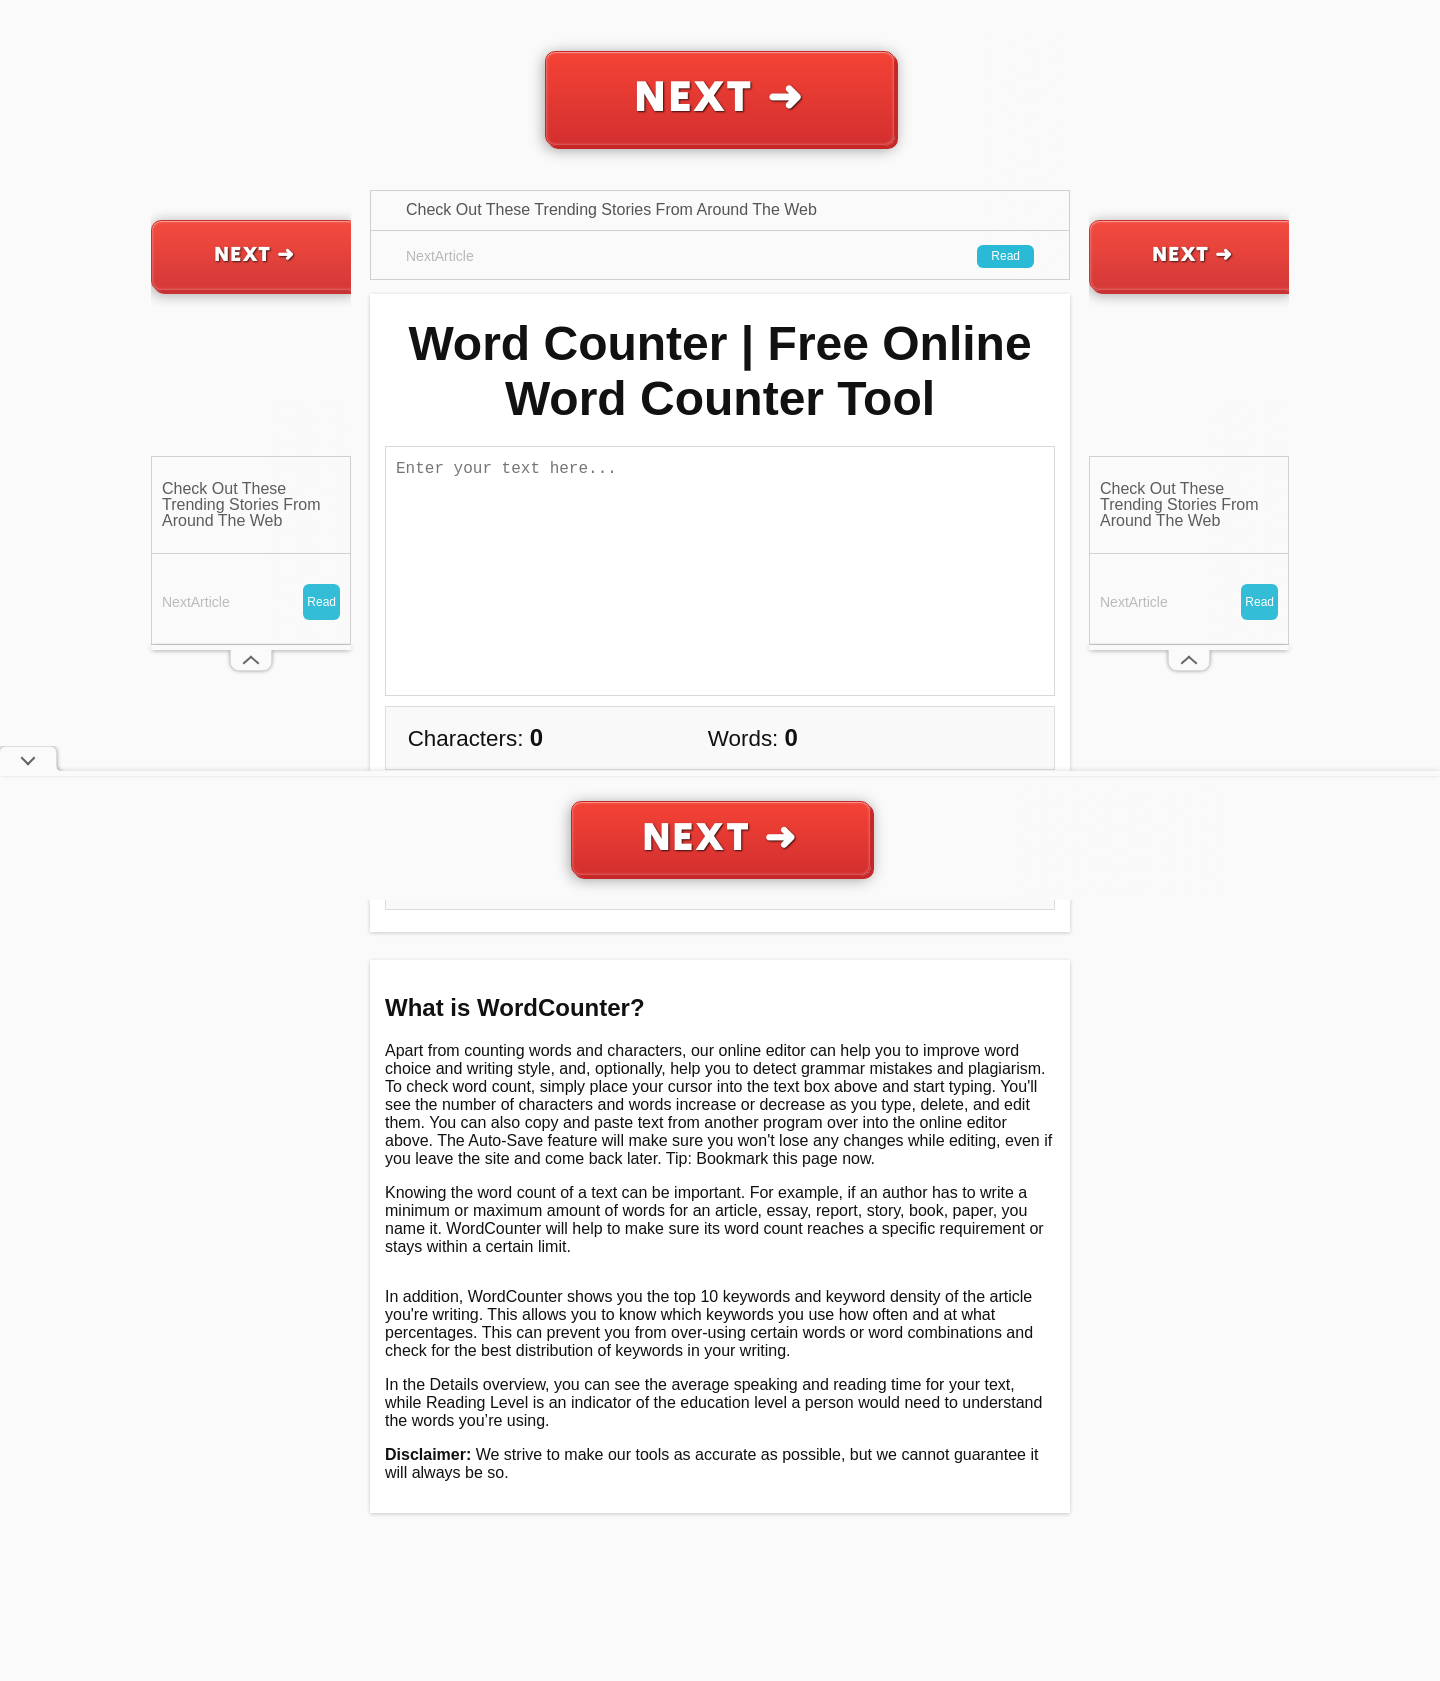 NEXT ➜
Check Out These Trending Stories From Around The Web
NextArticle
Read
NEXT ➜
NEXT ➜
Word Counter | Free Online
Word Counter Tool
Enter your text here...
Check Out These
Trending Stories From
Around The Web
NextArticle
Read
Check Out These
Trending Stories From
Around The Web
NextArticle
Read
Characters: 0
Words: 0
NEXT ➜
What is WordCounter?
Apart from counting words and characters, our online editor can help you to improve word
choice and writing style, and, optionally, help you to detect grammar mistakes and plagiarism.
To check word count, simply place your cursor into the text box above and start typing. You'll
see the number of characters and words increase or decrease as you type, delete, and edit
them. You can also copy and paste text from another program over into the online editor
above. The Auto-Save feature will make sure you won't lose any changes while editing, even if
you leave the site and come back later. Tip: Bookmark this page now.
Knowing the word count of a text can be important. For example, if an author has to write a
minimum or maximum amount of words for an article, essay, report, story, book, paper, you
name it. WordCounter will help to make sure its word count reaches a specific requirement or
stays within a certain limit.
In addition, WordCounter shows you the top 10 keywords and keyword density of the article
you're writing. This allows you to know which keywords you use how often and at what
percentages. This can prevent you from over-using certain words or word combinations and
check for the best distribution of keywords in your writing.
In the Details overview, you can see the average speaking and reading time for your text,
while Reading Level is an indicator of the education level a person would need to understand
the words you’re using.
Disclaimer: We strive to make our tools as accurate as possible, but we cannot guarantee it
will always be so.